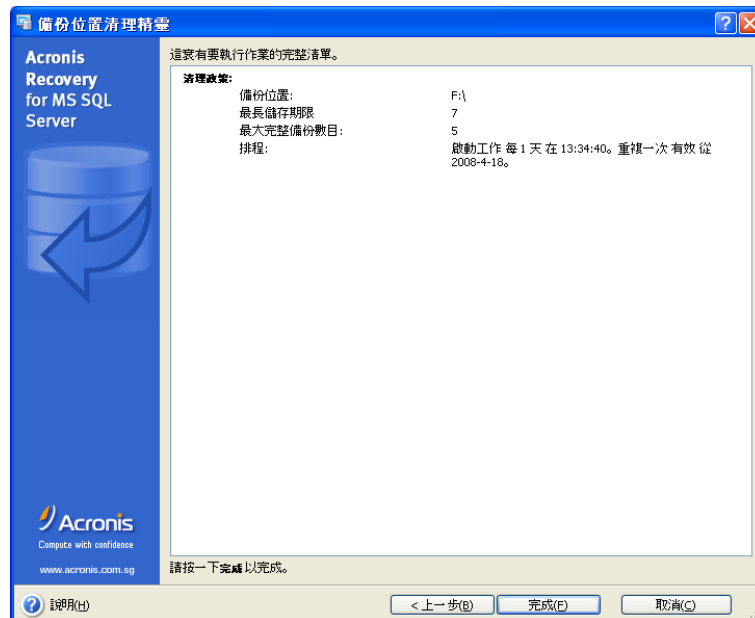 備份位置清理精靈
Acronis
Recovery
for MS SQL
Server
這裡有要執行作業的完整清單。
清理政策:
備份位置: F:\
最長儲存期限 7
最大完整備份數目: 5
排程: 啟動工作 每 1 天 在 13:34:40。重複一次 有效 從
2008-4-18。
Acronis
Compute with confidence
www.acronis.com.sg
請按一下完成以完成。
說明(H)
< 上一步(B)
完成(F)
取消(C)